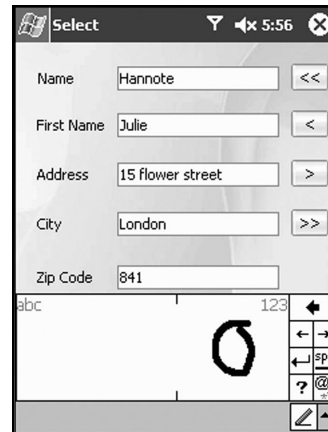 Select 5:56
Name Hannote <<
First Name Julie <
Address 15 flower street >
City London >>
Zip Code 841
abc 123
0
sp
? @
*